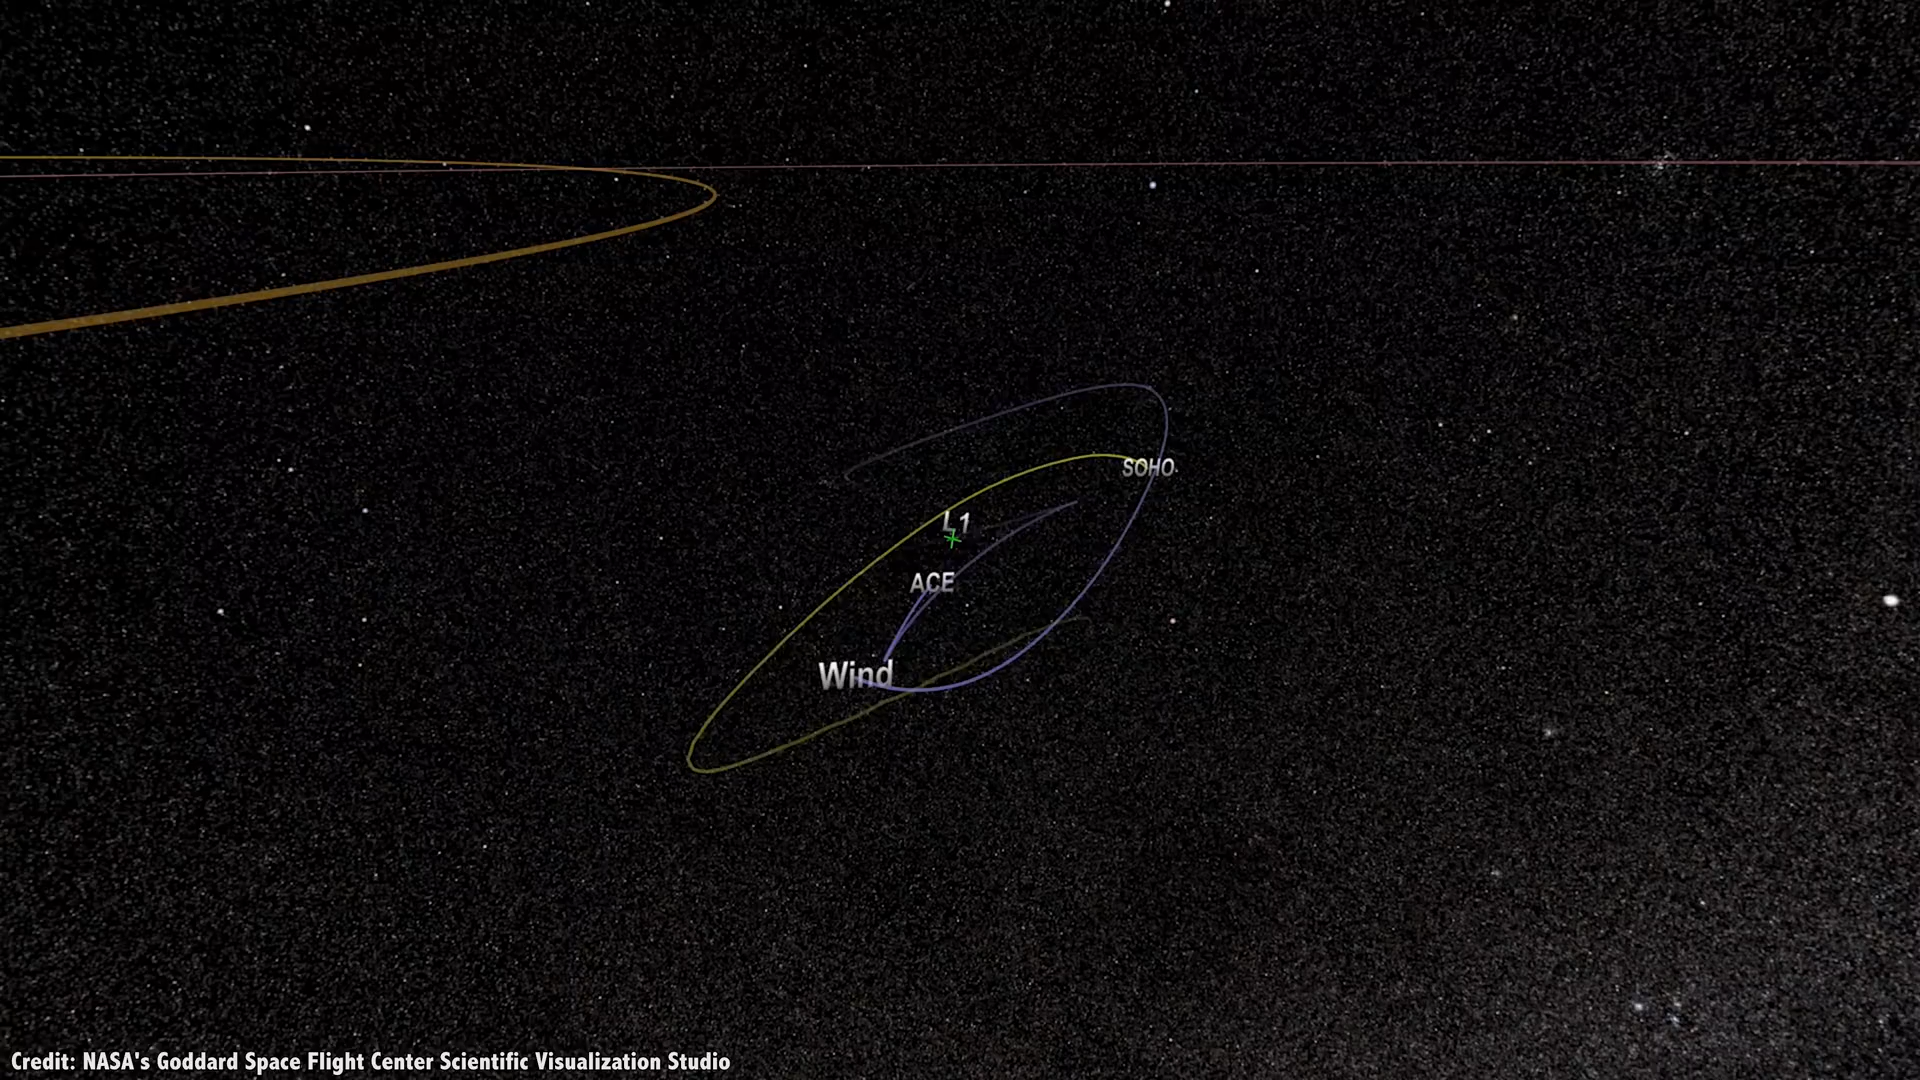 SOHO
L1
ACE
Wind
Credit: NASA's Goddard Space Flight Center Scientific Visualization Studio